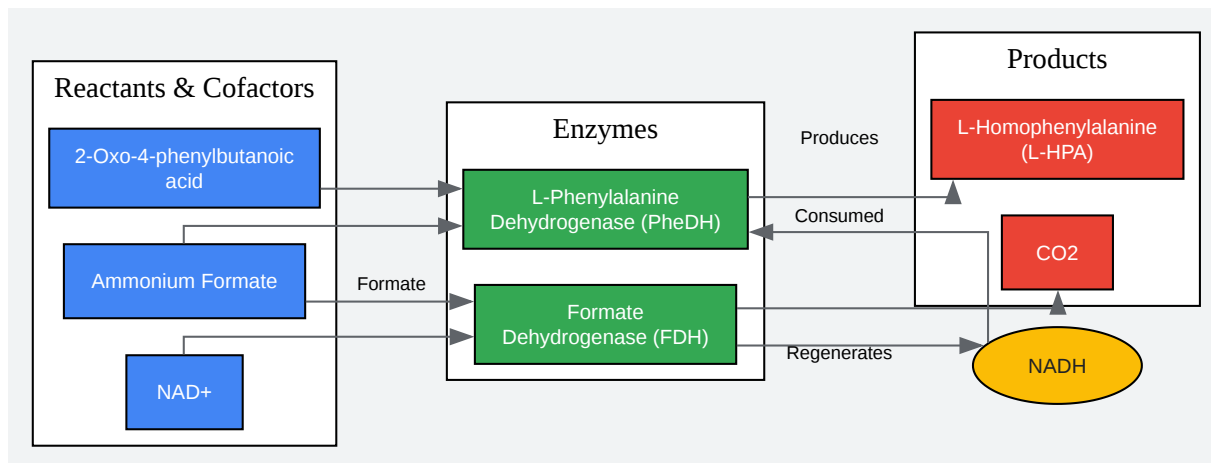 Reactants & Cofactors
2-Oxo-4-phenylbutanoic
acid
Ammonium Formate
NAD+
Formate
Enzymes
L-Phenylalanine
Dehydrogenase (PheDH)
Formate
Dehydrogenase (FDH)
Produces
Consumed
Regenerates
Products
L-Homophenylalanine
(L-HPA)
CO2
NADH